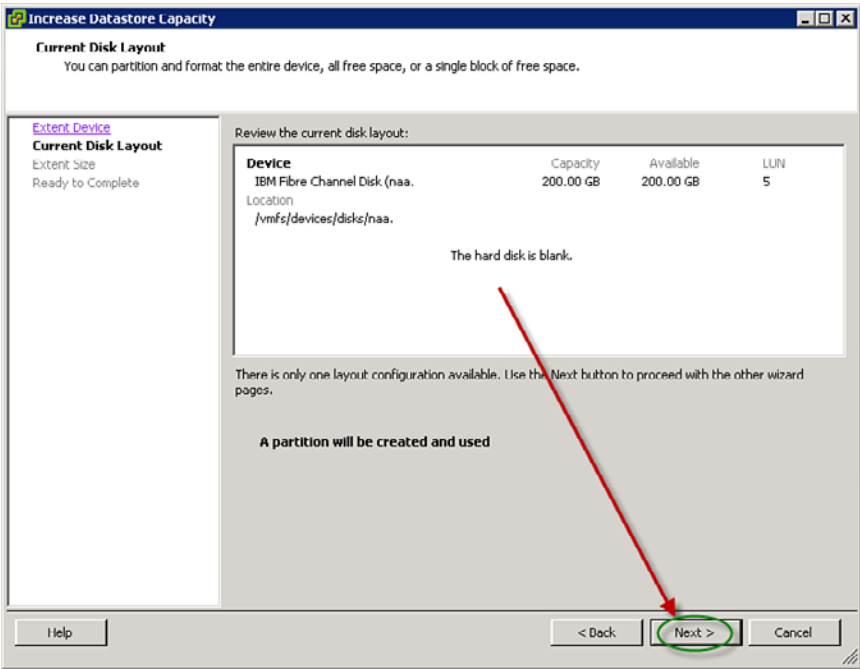 Increase Datastore Capacity
Current Disk Layout
You can partition and format the entire device, all free space, or a single block of free space.
Extent Device
Current Disk Layout
Extent Size
Ready to Complete
Review the current disk layout:
Device Capacity Available LUN
IBM Fibre Channel Disk (naa. 200.00 GB 200.00 GB 5
Location
/vmfs/devices/disks/naa.
The hard disk is blank.
There is only one layout configuration available. Use the Next button to proceed with the other wizard
pages.
A partition will be created and used
Help < Back Next > Cancel